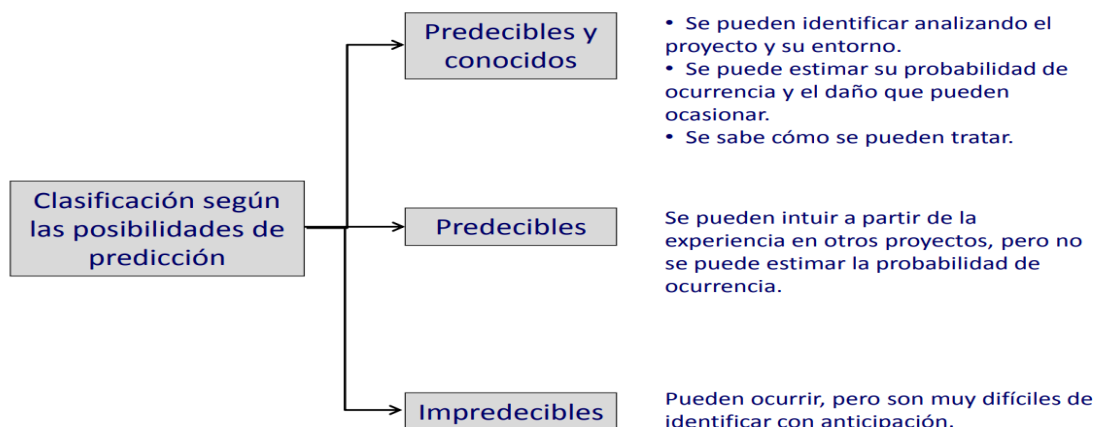 Predecibles y
conocidos
• Se pueden identificar analizando el
proyecto y su entorno.
• Se puede estimar su probabilidad de
ocurrencia y el daño que pueden
ocasionar.
• Se sabe cómo se pueden tratar.
Clasificación según
las posibilidades de
predicción
Predecibles
Se pueden intuir a partir de la
experiencia en otros proyectos, pero no
se puede estimar la probabilidad de
ocurrencia.
Impredecibles
Pueden ocurrir, pero son muy difíciles de
identificar con anticipación.